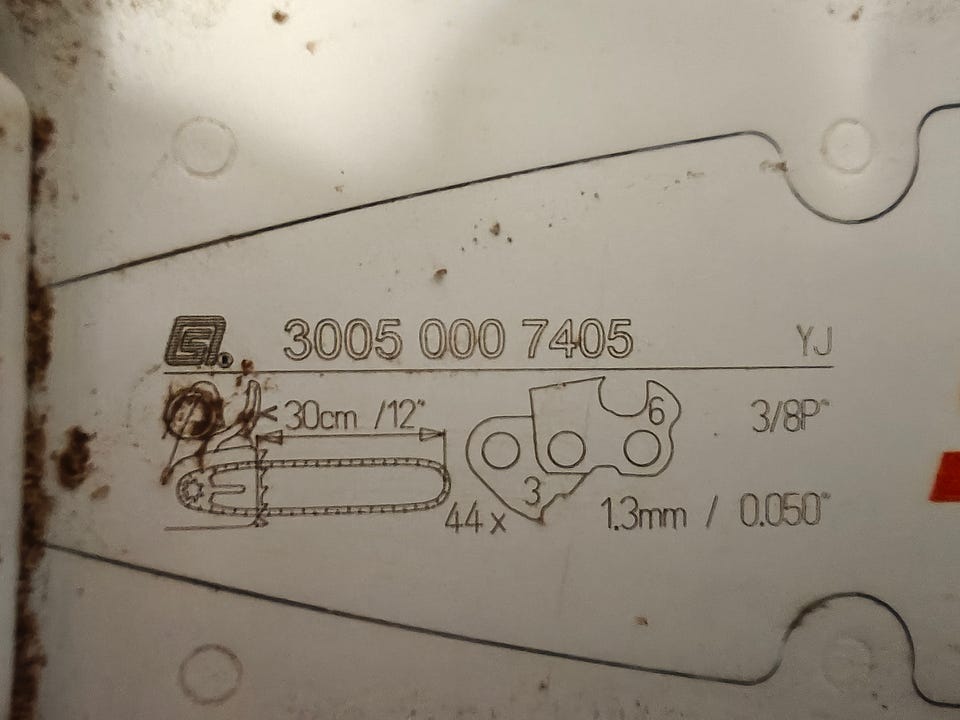 3005 000 7405 YJ
30cm /12"
6
3/8P"
3
44 x
1.3mm / 0.050"